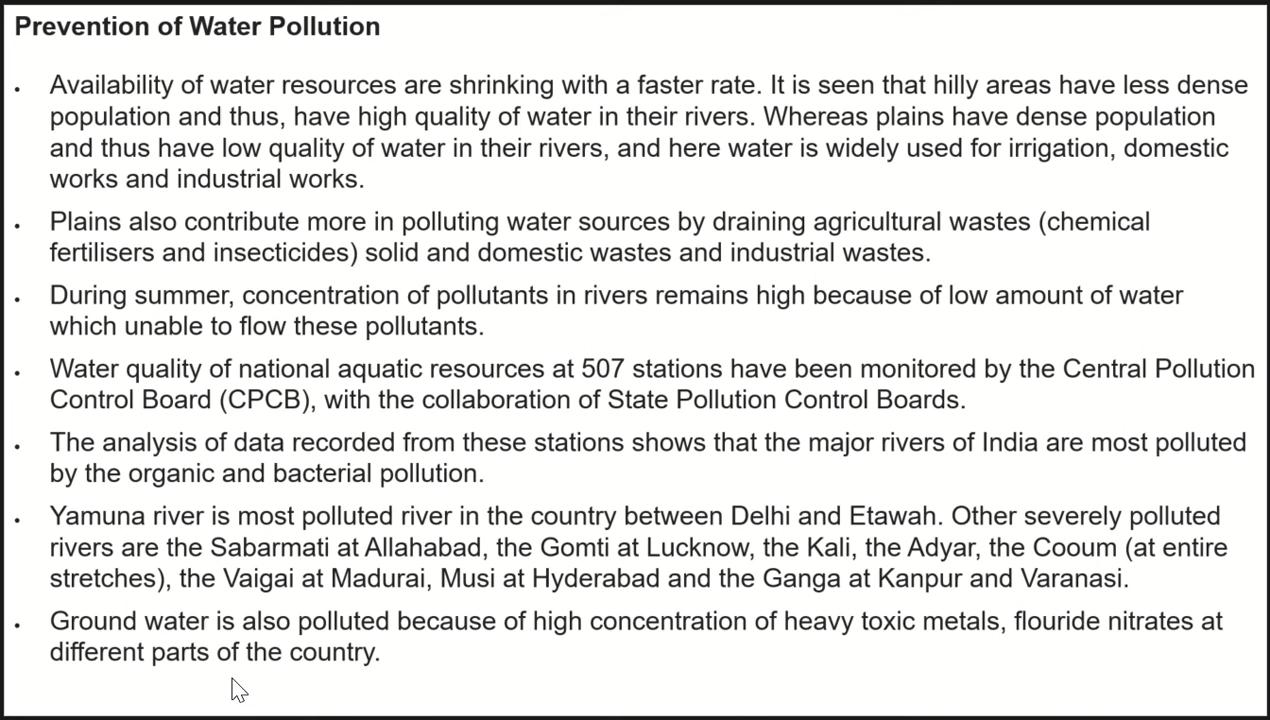 Prevention of Water Pollution
• Availability of water resources are shrinking with a faster rate. It is seen that hilly areas have less dense
population and thus, have high quality of water in their rivers. Whereas plains have dense population
and thus have low quality of water in their rivers, and here water is widely used for irrigation, domestic
works and industrial works.
• Plains also contribute more in polluting water sources by draining agricultural wastes (chemical
fertilisers and insecticides) solid and domestic wastes and industrial wastes.
• During summer, concentration of pollutants in rivers remains high because of low amount of water
which unable to flow these pollutants.
• Water quality of national aquatic resources at 507 stations have been monitored by the Central Pollution
Control Board (CPCB), with the collaboration of State Pollution Control Boards.
• The analysis of data recorded from these stations shows that the major rivers of India are most polluted
by the organic and bacterial pollution.
• Yamuna river is most polluted river in the country between Delhi and Etawah. Other severely polluted
rivers are the Sabarmati at Allahabad, the Gomti at Lucknow, the Kali, the Adyar, the Cooum (at entire
stretches), the Vaigai at Madurai, Musi at Hyderabad and the Ganga at Kanpur and Varanasi.
• Ground water is also polluted because of high concentration of heavy toxic metals, flouride nitrates at
different parts of the country.